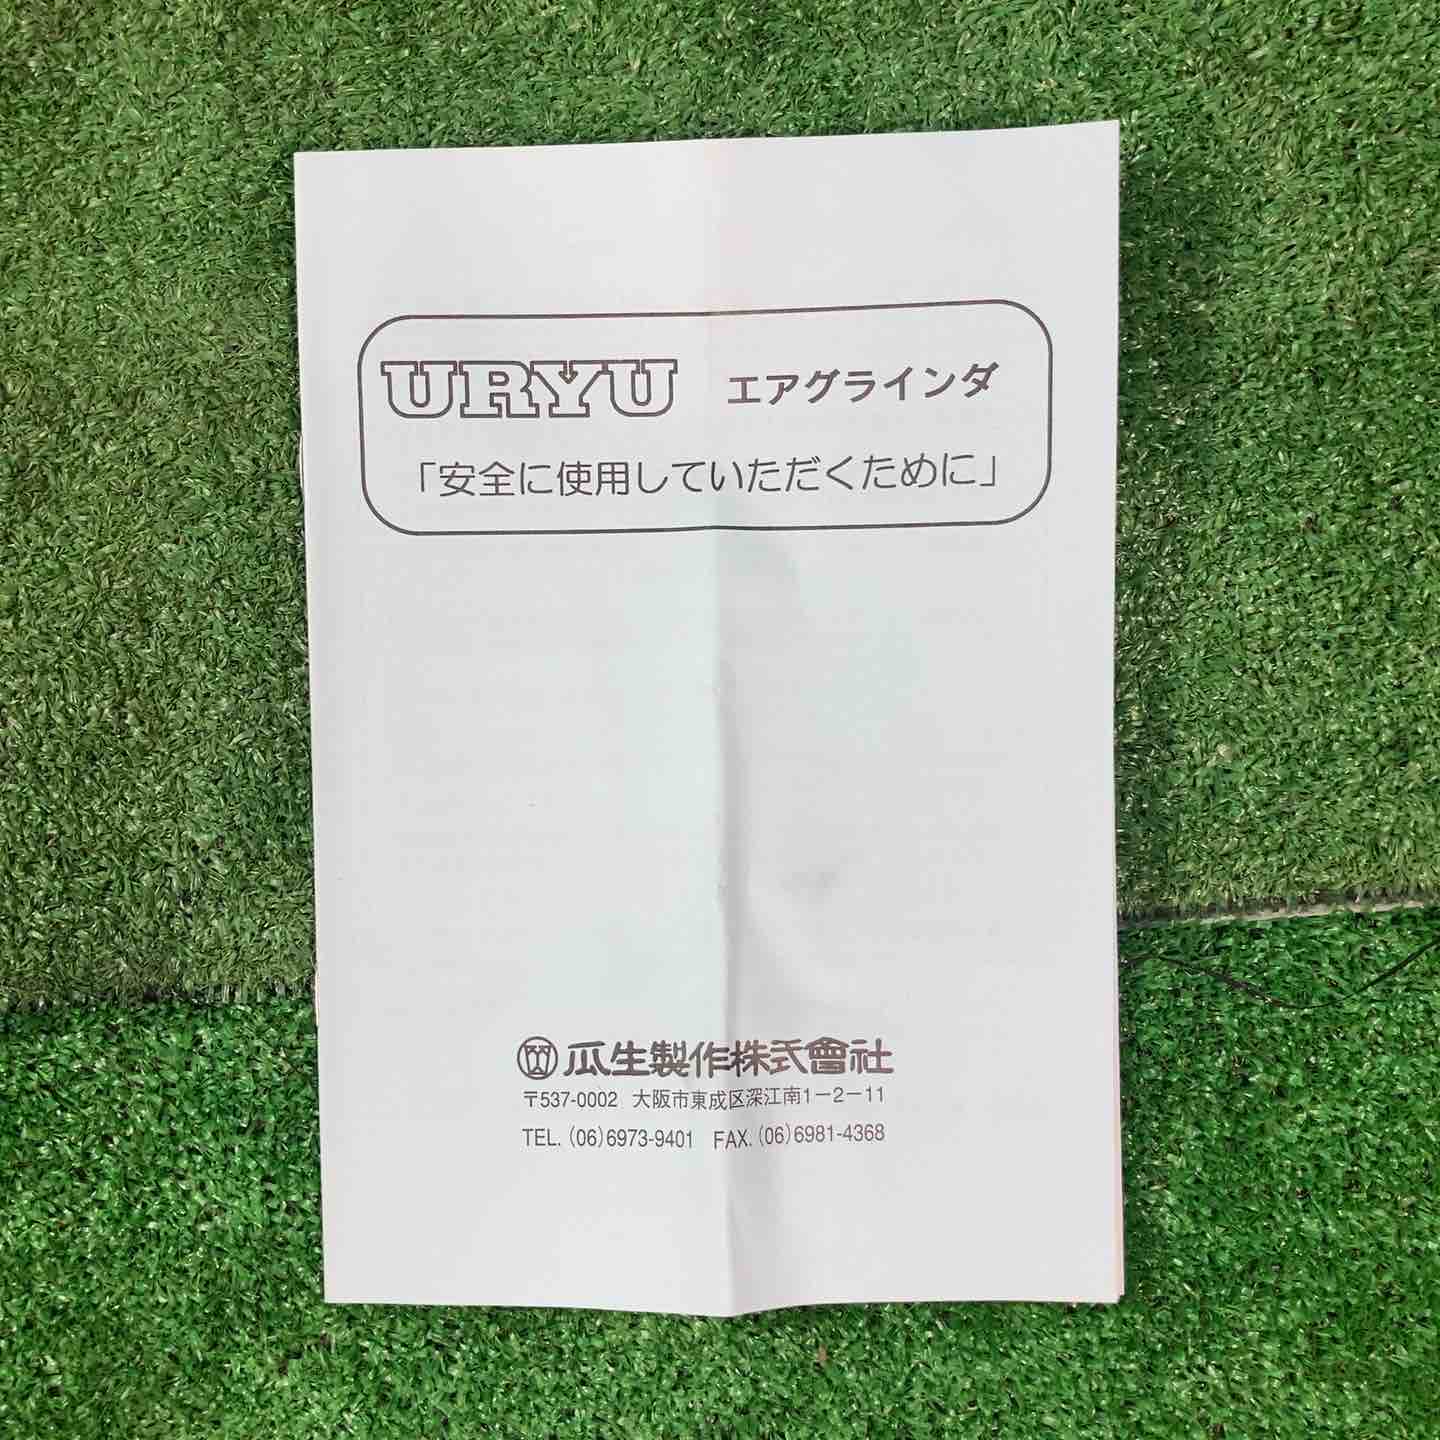 URYU エアグラインダ
「安全に使用していただくために」
瓜生製作株式會社
〒537-0002 大阪市東成区深江南1−2−11
TEL. (06)6973-9401 FAX. (06)6981-4368